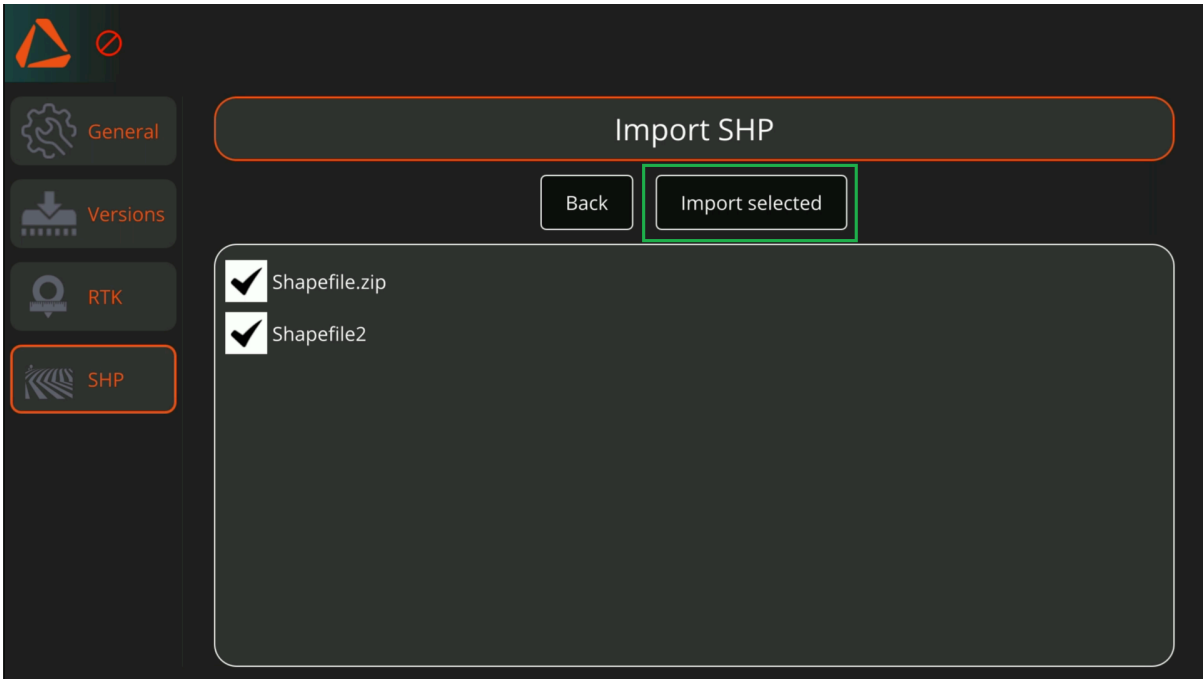 General
Versions
RTK
SHP
Import SHP
Back
Import selected
Shapefile.zip
Shapefile2